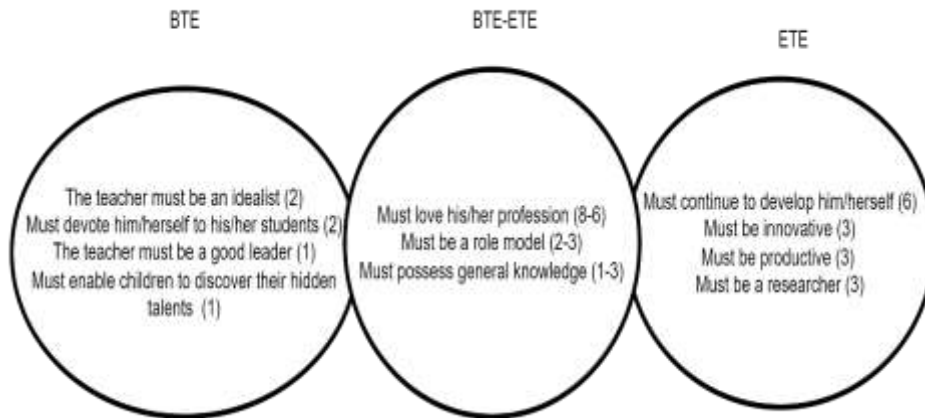 BTE
BTE-ETE
ETE
The teacher must be an idealist (2)
Must devote him/herself to his/her students (2)
The teacher must be a good leader (1)
Must enable children to discover their hidden
talents (1)
Must love his/her profession (8-6)
Must be a role model (2-3)
Must possess general knowledge (1-3)
Must continue to develop him/herself (6)
Must be innovative (3)
Must be productive (3)
Must be a researcher (3)